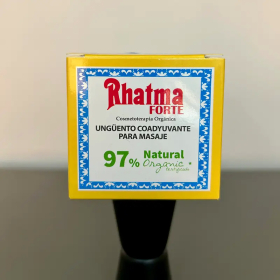 Rhatma
FORTE
Cosmetoterapia Orgánica
UNGÜENTO COADYUVANTE
PARA MASAJE
97% Natural
Organic